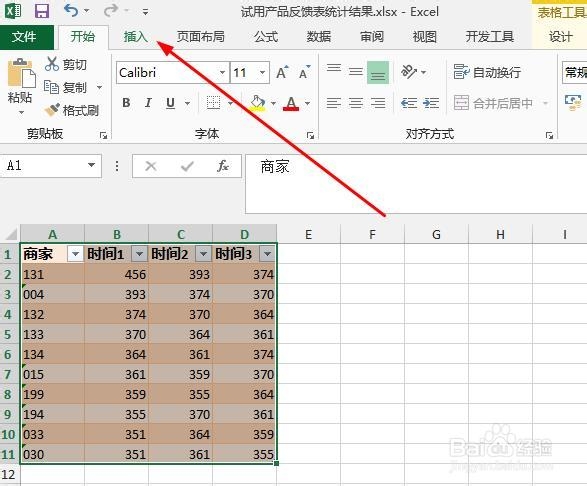 试用产品反馈表统计结果.xlsx - Excel
表格工具
文件 开始 插入 页面布局 公式 数据 审阅 视图 开发工具 设计
粘贴 剪切 复制 格式刷
Calibri 11 A A
B I U A
自动换行
合并后居中
常规
剪贴板 字体 对齐方式
A1 fx 商家
A B C D E F G H I
1 商家 时间1 时间2 时间3
2 131 456 393 374
3 004 393 374 370
4 132 374 370 364
5 133 370 364 361
6 134 364 361 374
7 015 361 359 370
8 199 359 355 364
9 194 355 370 361
10 033 351 364 359
11 030 351 361 355
12
Baidu 经验
jingyan.baidu.com